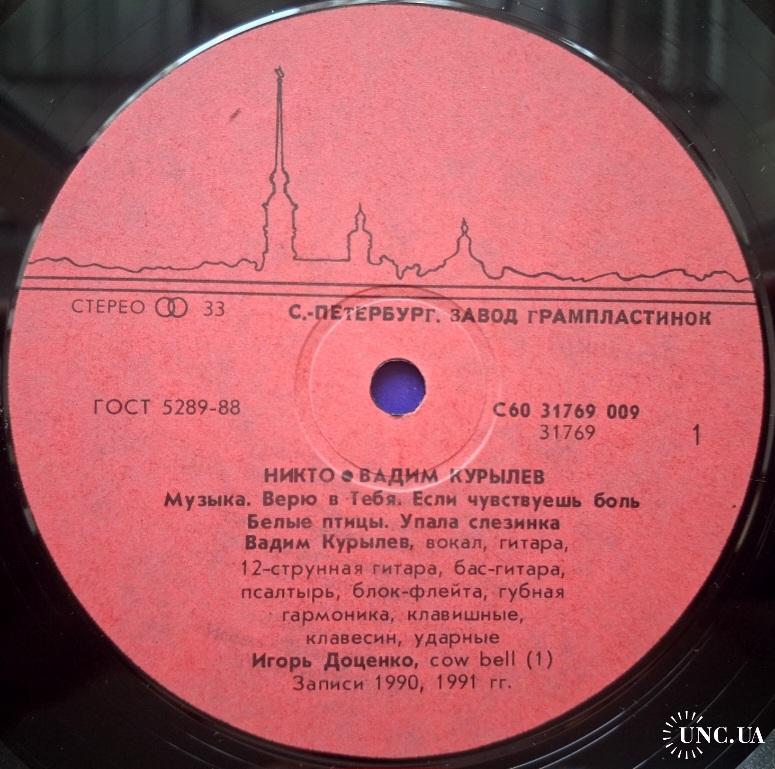 СТЕРЕО 33
С.-ПЕТЕРБУРГ. ЗАВОД ГРАМПЛАСТИНОК
ГОСТ 5289-88
С60 31769 009
31769
1
НИКТО • ВАДИМ КУРЫЛЕВ
Музыка. Верю в Тебя. Если чувствуешь боль
Белые птицы. Упала слезинка
Вадим Курылев, вокал, гитара,
12-струнная гитара, бас-гитара,
псалтырь, блок-флейта, губная
гармоника, клавишные,
клавесин, ударные
Игорь Доценко, cow bell (1)
Записи 1990, 1991 гг.
UNC.UA